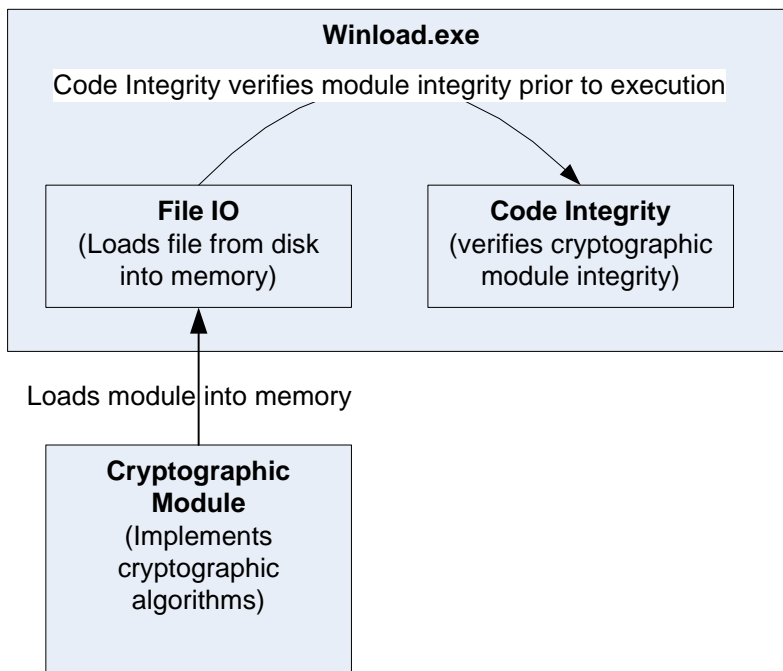 Winload.exe
Code Integrity verifies module integrity prior to execution
File IO
(Loads file from disk
into memory)
Code Integrity
(verifies cryptographic
module integrity)
Loads module into memory
Cryptographic
Module
(Implements
cryptographic
algorithms)